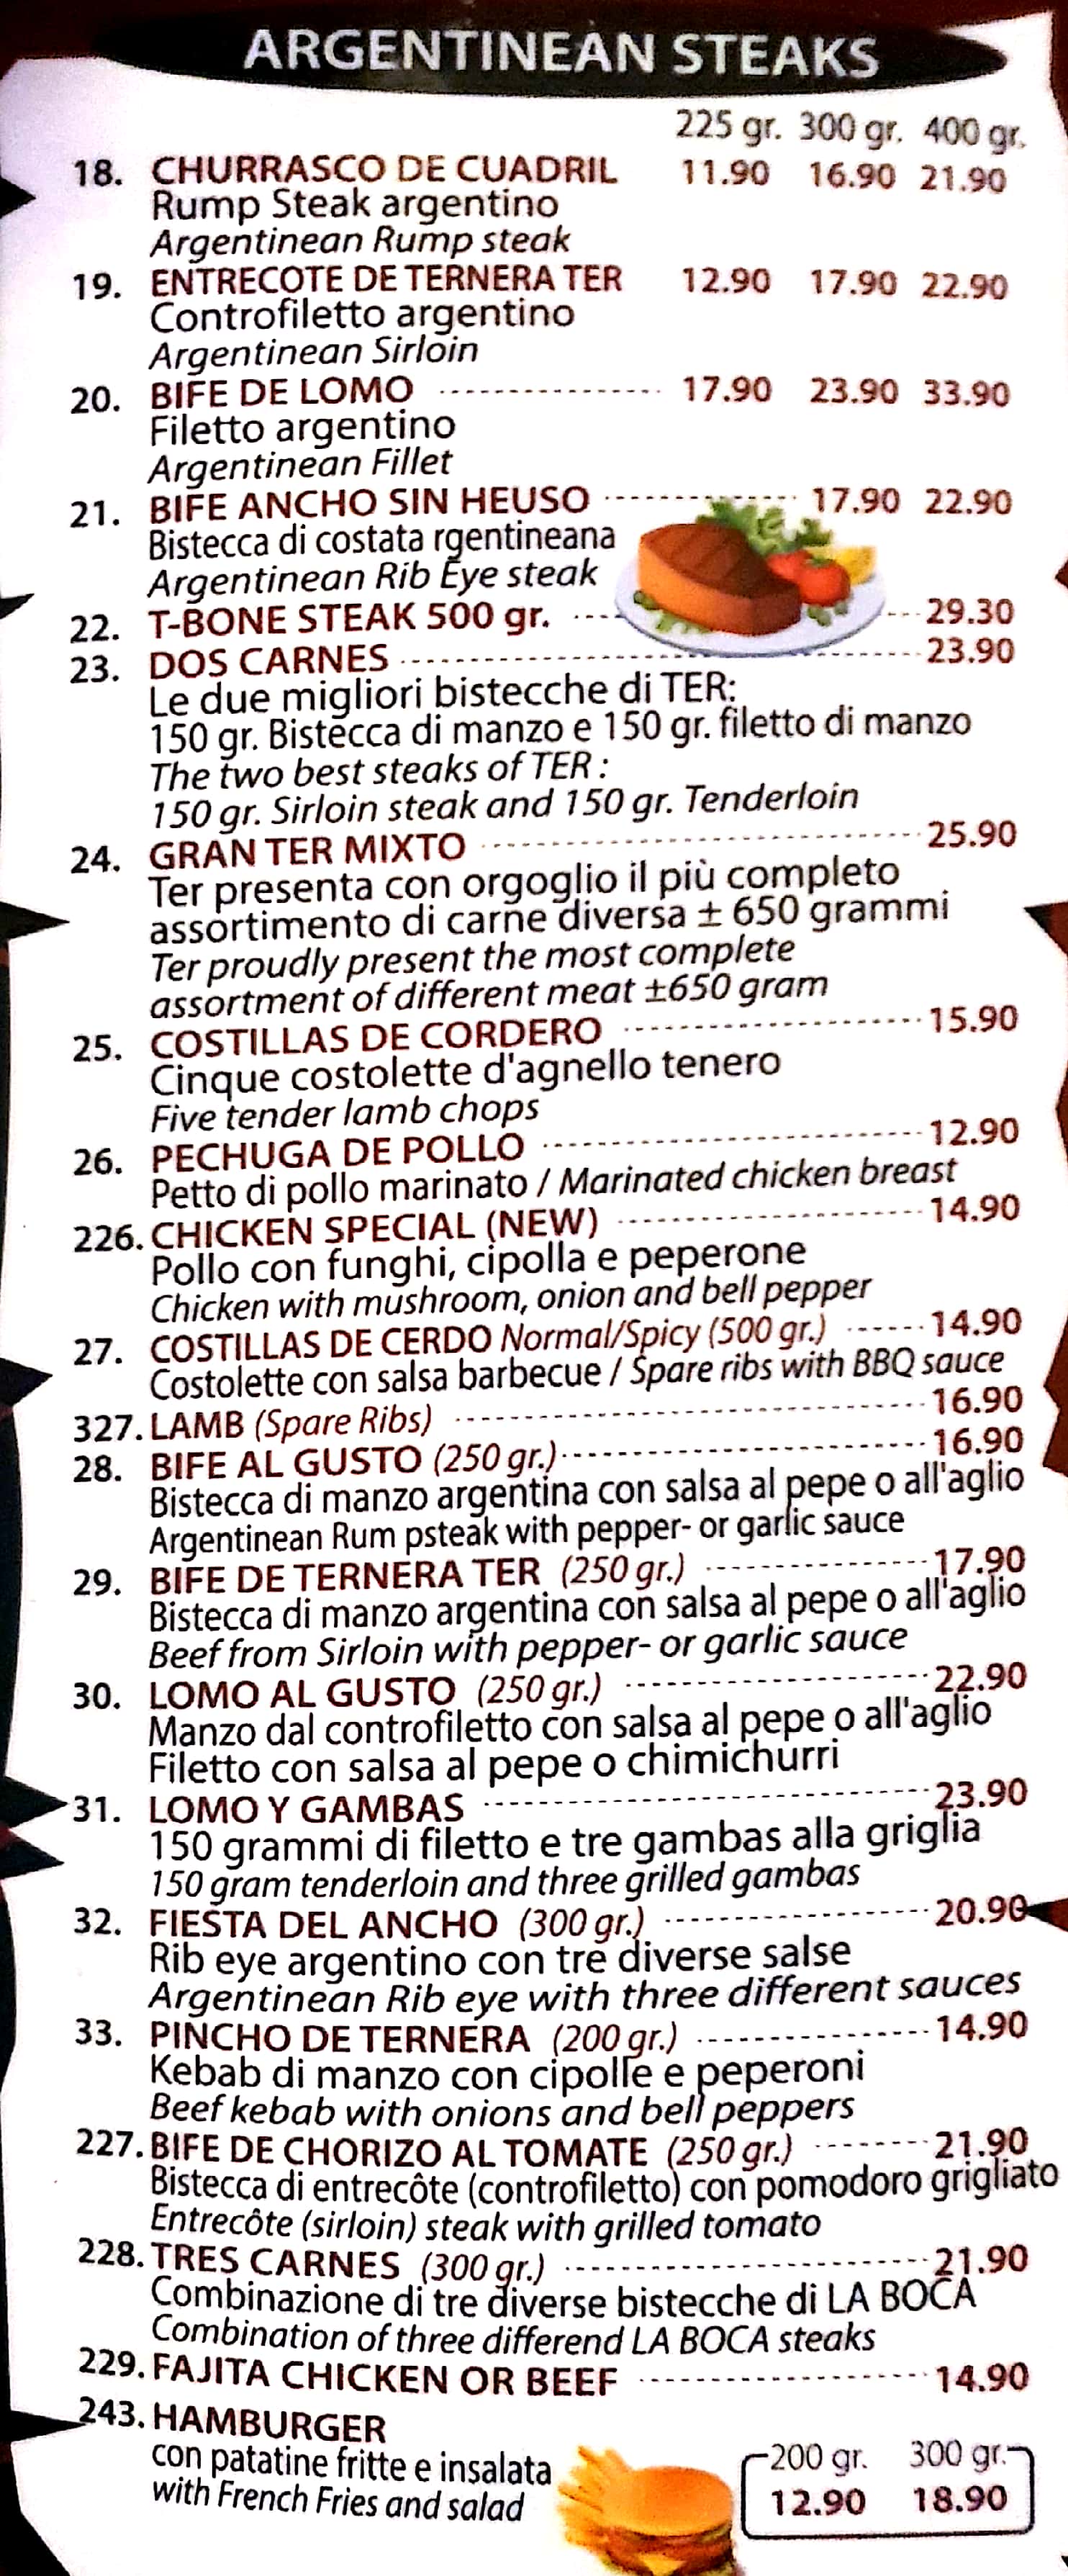 ARGENTINEAN STEAKS
225 gr. 300 gr. 400 gr.
18. CHURRASCO DE CUADRIL 11.90 16.90 21.90
Rump Steak argentino
Argentinean Rump steak
19. ENTRECOTE DE TERNERA TER 12.90 17.90 22.90
Controfiletto argentino
Argentinean Sirloin
20. BIFE DE LOMO 17.90 23.90 33.90
Filetto argentino
Argentinean Fillet
21. BIFE ANCHO SIN HEUSO 17.90 22.90
Bistecca di costata rgentineana
Argentinean Rib Eye steak
22. T-BONE STEAK 500 gr. 29.30
23. DOS CARNES 23.90
Le due migliori bistecche di TER:
150 gr. Bistecca di manzo e 150 gr. filetto di manzo
The two best steaks of TER :
150 gr. Sirloin steak and 150 gr. Tenderloin
24. GRAN TER MIXTO 25.90
Ter presenta con orgoglio il più completo
assortimento di carne diversa ± 650 grammi
Ter proudly present the most complete
assortment of different meat ±650 gram
25. COSTILLAS DE CORDERO 15.90
Cinque costolette d'agnello tenero
Five tender lamb chops
26. PECHUGA DE POLLO 12.90
Petto di pollo marinato / Marinated chicken breast
226. CHICKEN SPECIAL (NEW) 14.90
Pollo con funghi, cipolla e peperone
Chicken with mushroom, onion and bell pepper
27. COSTILLAS DE CERDO Normal/Spicy (500 gr.) 14.90
Costolette con salsa barbecue / Spare ribs with BBQ sauce
327. LAMB (Spare Ribs) 16.90
28. BIFE AL GUSTO (250 gr.) 16.90
Bistecca di manzo argentina con salsa al pepe o all'aglio
Argentinean Rum psteak with pepper- or garlic sauce
29. BIFE DE TERNERA TER (250 gr.) 17.90
Bistecca di manzo argentina con salsa al pepe o all'aglio
Beef from Sirloin with pepper- or garlic sauce
30. LOMO AL GUSTO (250 gr.) 22.90
Manzo dal controfiletto con salsa al pepe o all'aglio
Filetto con salsa al pepe o chimichurri
31. LOMO Y GAMBAS 23.90
150 grammi di filetto e tre gambas alla griglia
150 gram tenderloin and three grilled gambas
32. FIESTA DEL ANCHO (300 gr.) 20.90
Rib eye argentino con tre diverse salse
Argentinean Rib eye with three different sauces
33. PINCHO DE TERNERA (200 gr.) 14.90
Kebab di manzo con cipolle e peperoni
Beef kebab with onions and bell peppers
227. BIFE DE CHORIZO AL TOMATE (250 gr.) 21.90
Bistecca di entrecôte (controfiletto) con pomodoro grigliato
Entrecôte (sirloin) steak with grilled tomato
228. TRES CARNES (300 gr.) 21.90
Combinazione di tre diverse bistecche di LA BOCA
Combination of three differend LA BOCA steaks
229. FAJITA CHICKEN OR BEEF 14.90
243. HAMBURGER
con patatine fritte e insalata 200 gr. 300 gr.
with French Fries and salad 12.90 18.90